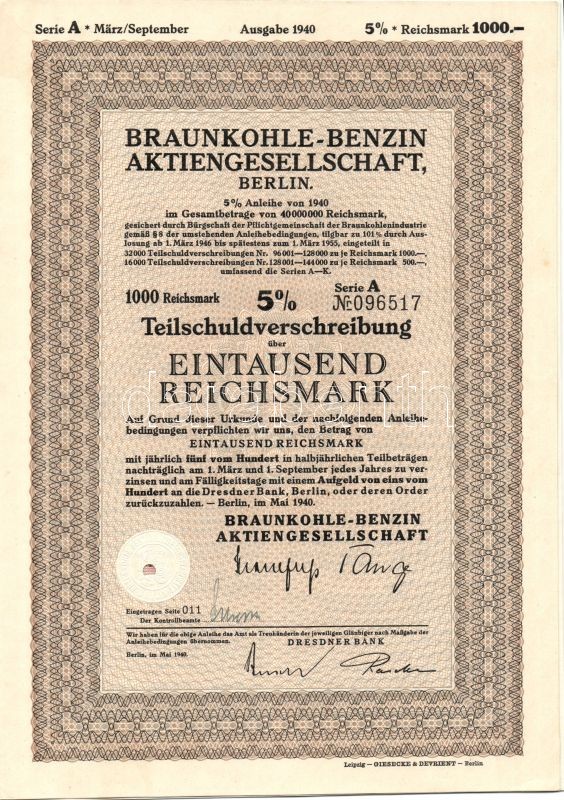 Serie A * März/September Ausgabe 1940 5% * Reichsmark 1000.–
BRAUNKOHLE-BENZIN
AKTIENGESELLSCHAFT,
BERLIN.
5% Anleihe von 1940
im Gesamtbetrage von 40000000 Reichsmark,
gesichert durch Bürgschaft der Pflichtgemeinschaft der Braunkohlenindustrie
gemäß § 8 der umstehenden Anleihebedingungen, tilgbar zu 101% durch Aus-
losung ab 1. März 1946 bis spätestens zum 1. März 1955, eingeteilt in
32000 Teilschuldverschreibungen Nr. 96001—128000 zu je Reichsmark 1000.—,
16000 Teilschuldverschreibungen Nr. 128001—144000 zu je Reichsmark 500.—,
umfassend die Serien A—K.
1000 Reichsmark 5% Serie A
№ 096517
Teilschuldverschreibung
über
EINTAUSEND
REICHSMARK
Auf Grund dieser Urkunde und der nachfolgenden Anleihe-
bedingungen verpflichten wir uns, den Betrag von
EINTAUSEND REICHSMARK
mit jährlich fünf vom Hundert in halbjährlichen Teilbeträgen
nachträglich am 1. März und 1. September jedes Jahres zu ver-
zinsen und am Fälligkeitstage mit einem Aufgeld von eins vom
Hundert an die Dresdner Bank, Berlin, oder deren Order
zurückzuzahlen. — Berlin, im Mai 1940.
BRAUNKOHLE-BENZIN
AKTIENGESELLSCHAFT
Eingetragen Seite 011
Der Kontrollbeamte
Wir haben für die obige Anleihe das Amt als Treuhänderin der jeweiligen Gläubiger nach Maßgabe der
Anleihebedingungen übernommen. DRESDNER BANK
Berlin, im Mai 1940.
Leipzig — GIESECKE & DEVRIENT — Berlin